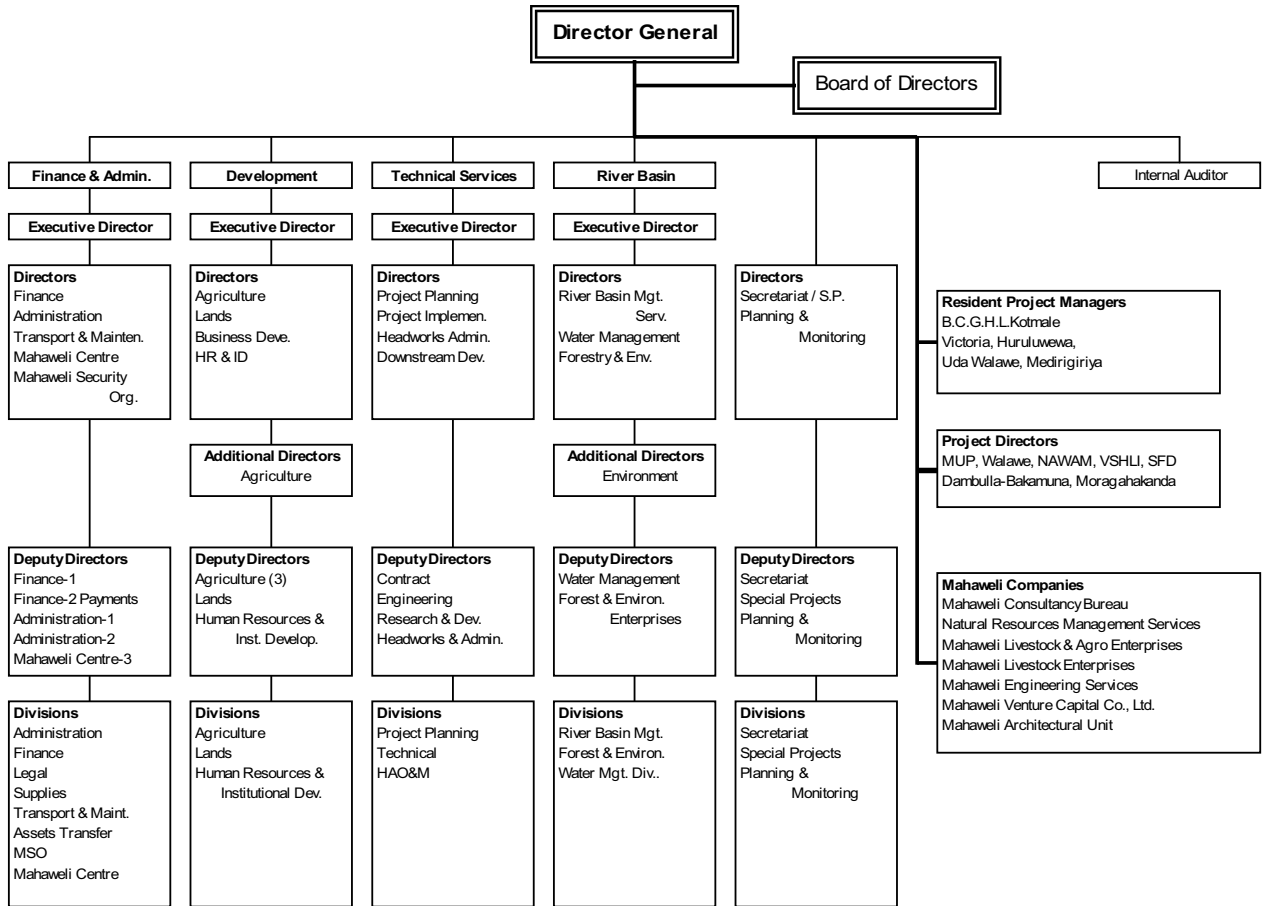 Director General
Board of Directors
Finance & Admin.
Development
Technical Services
River Basin
Internal Auditor
Executive Director
Executive Director
Executive Director
Executive Director
Directors
Finance
Administration
Transport & Mainten.
Mahaweli Centre
Mahaweli Security
Org.
Directors
Agriculture
Lands
Business Deve.
HR & ID
Directors
Project Planning
Project Implemen.
Headworks Admin.
Downstream Dev.
Directors
River Basin Mgt.
Serv.
Water Management
Forestry & Env.
Directors
Secretariat / S.P.
Planning &
Monitoring
Resident Project Managers
B.C.G.H.L.Kotmale
Victoria, Huruluwewa,
Uda Walawe, Medirigiriya
Additional Directors
Agriculture
Additional Directors
Environment
Project Directors
MUP, Walawe, NAWAM, VSHLI, SFD
Dambulla-Bakamuna, Moragahakanda
Deputy Directors
Finance-1
Finance-2 Payments
Administration-1
Administration-2
Mahaweli Centre-3
Deputy Directors
Agriculture (3)
Lands
Human Resources &
Inst. Develop.
Deputy Directors
Contract
Engineering
Research & Dev.
Headworks & Admin.
Deputy Directors
Water Management
Forest & Environ.
Enterprises
Deputy Directors
Secretariat
Special Projects
Planning &
Monitoring
Mahaweli Companies
Mahaweli Consultancy Bureau
Natural Resources Management Services
Mahaweli Livestock & Agro Enterprises
Mahaweli Livestock Enterprises
Mahaweli Engineering Services
Mahaweli Venture Capital Co., Ltd.
Mahaweli Architectural Unit
Divisions
Administration
Finance
Legal
Supplies
Transport & Maint.
Assets Transfer
MSO
Mahaweli Centre
Divisions
Agriculture
Lands
Human Resources &
Institutional Dev.
Divisions
Project Planning
Technical
HAO&M
Divisions
River Basin Mgt.
Forest & Environ.
Water Mgt. Div..
Divisions
Secretariat
Special Projects
Planning &
Monitoring